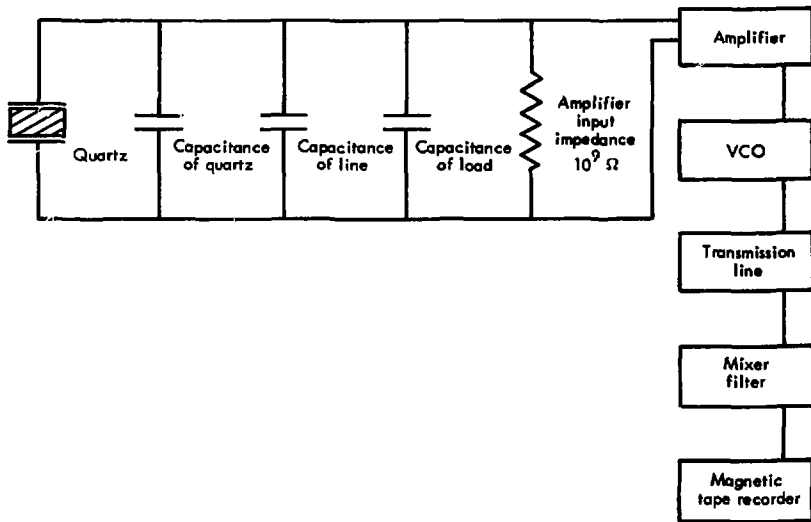 Amplifier
Quartz
Capacitance
of quartz
Capacitance
of line
Capacitance
of load
Amplifier
input
impedance
10⁹ Ω
VCO
Transmission
line
Mixer
filter
Magnetic
tape recorder